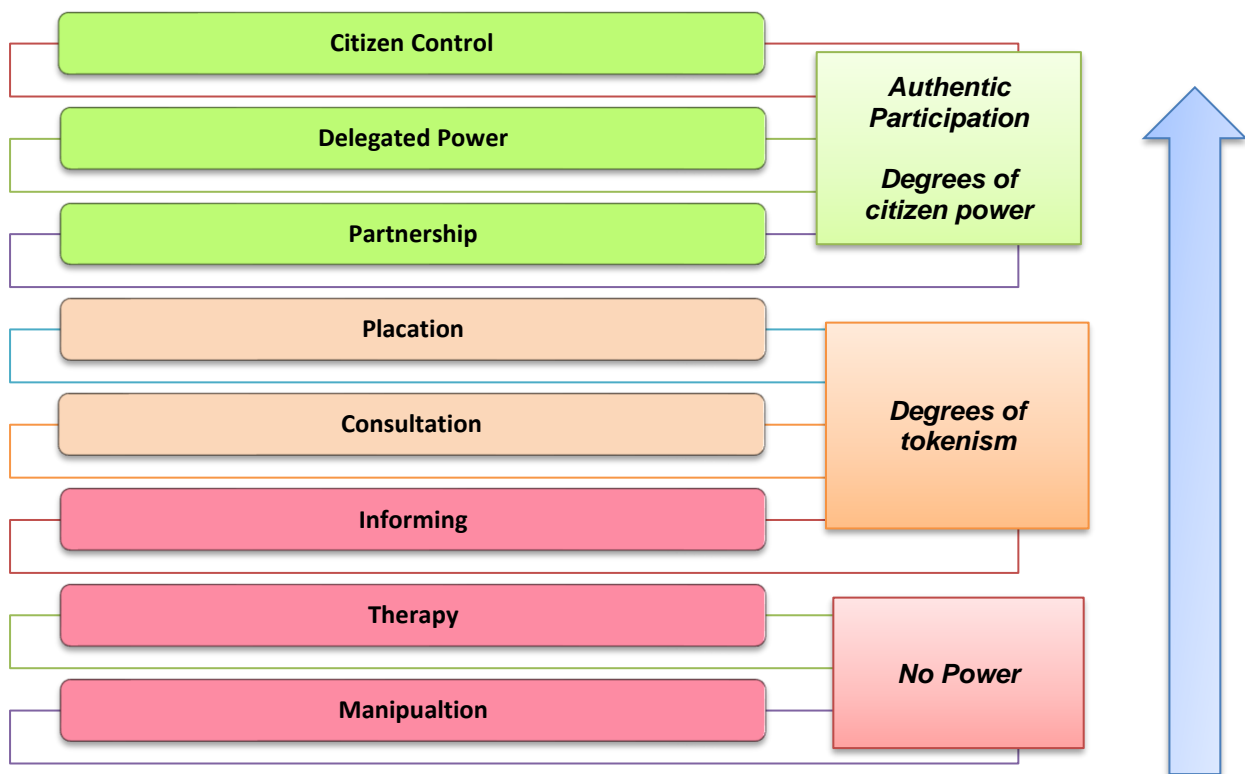 Citizen Control
Authentic
Participation
Delegated Power
Degrees of
citizen power
Partnership
Placation
Degrees of
tokenism
Consultation
Informing
Therapy
No Power
Manipualtion